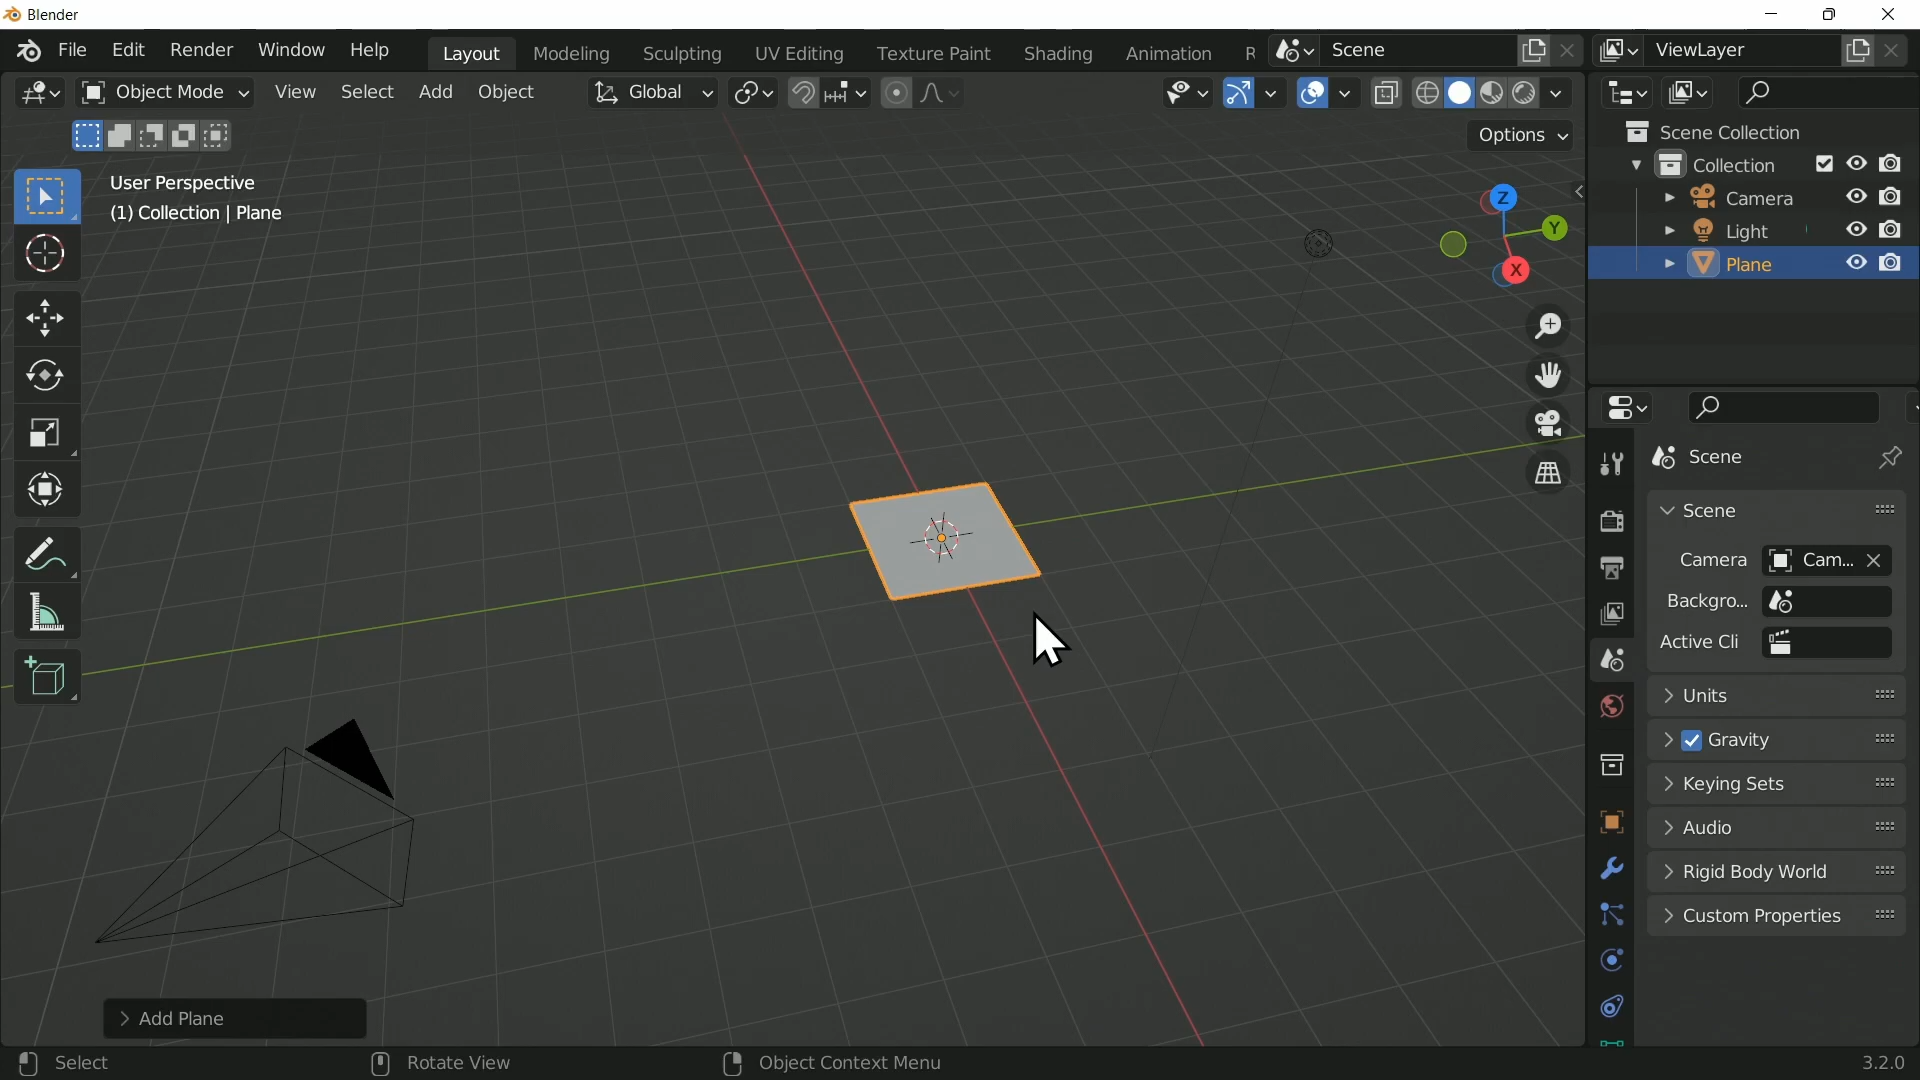 Blender
File Edit Render Window Help Layout Modeling Sculpting UV Editing Texture Paint Shading Animation R Scene ViewLayer
Object Mode View Select Add Object Global
Options
User Perspective
(1) Collection | Plane
Z
Y
X
Scene Collection
Collection
Camera
Light
Plane
Scene
Scene
Camera Cam...
Backgro...
Active Cli
Units
Gravity
Keying Sets
Audio
Rigid Body World
Custom Properties
Add Plane
Select Rotate View Object Context Menu 3.2.0